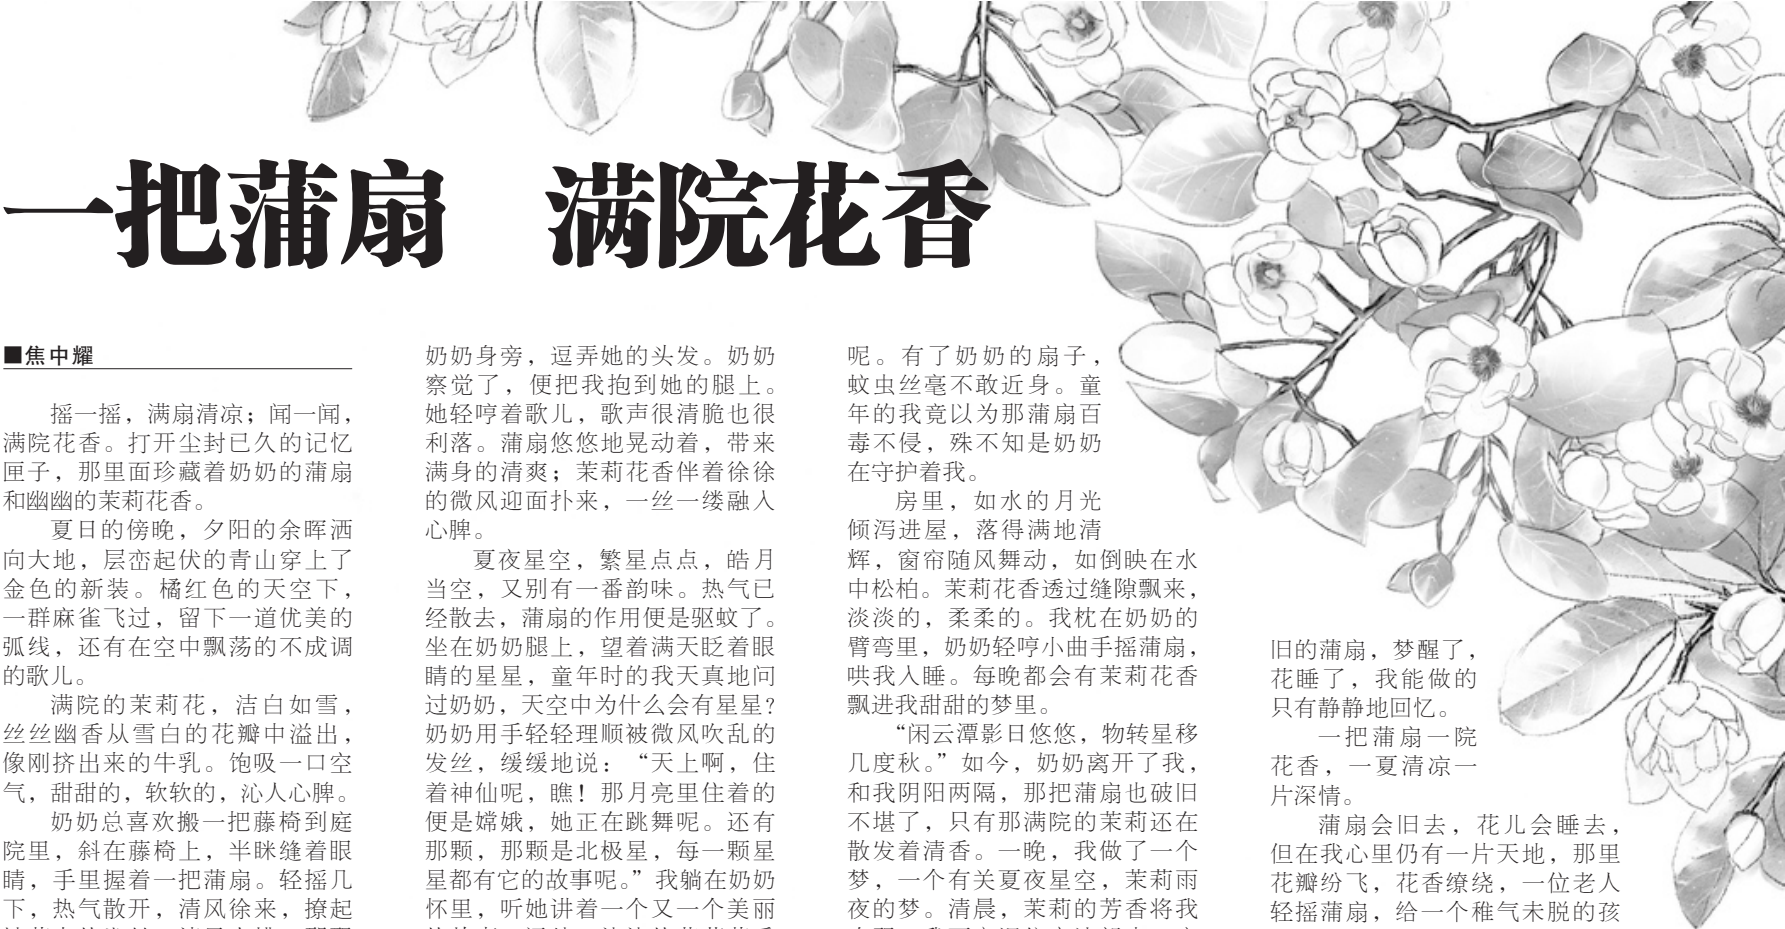 一把蒲扇　满院花香
■焦中耀
摇一摇，满扇清凉；闻一闻，
满院花香。打开尘封已久的记忆
匣子，那里面珍藏着奶奶的蒲扇
和幽幽的茉莉花香。
夏日的傍晚，夕阳的余晖洒
向大地，层峦起伏的青山穿上了
金色的新装。橘红色的天空下，
一群麻雀飞过，留下一道优美的
弧线，还有在空中飘荡的不成调
的歌儿。
满院的茉莉花，洁白如雪，
丝丝幽香从雪白的花瓣中溢出，
像刚挤出来的牛乳。饱吸一口空
气，甜甜的，软软的，沁人心脾。
奶奶总喜欢搬一把藤椅到庭
院里，斜在藤椅上，半眯缝着眼
睛，手里握着一把蒲扇。轻摇几
下，热气散开，清风徐来，撩起
奶奶身旁，逗弄她的头发。奶奶
察觉了，便把我抱到她的腿上。
她轻哼着歌儿，歌声很清脆也很
利落。蒲扇悠悠地晃动着，带来
满身的清爽；茉莉花香伴着徐徐
的微风迎面扑来，一丝一缕融入
心脾。
夏夜星空，繁星点点，皓月
当空，又别有一番韵味。热气已
经散去，蒲扇的作用便是驱蚊了。
坐在奶奶腿上，望着满天眨着眼
睛的星星，童年时的我天真地问
过奶奶，天空中为什么会有星星？
奶奶用手轻轻理顺被微风吹乱的
发丝，缓缓地说：“天上啊，住
着神仙呢，瞧！那月亮里住着的
便是嫦娥，她正在跳舞呢。还有
那颗，那颗是北极星，每一颗星
星都有它的故事呢。”我躺在奶奶
怀里，听她讲着一个又一个美丽
呢。有了奶奶的扇子，
蚊虫丝毫不敢近身。童
年的我竟以为那蒲扇百
毒不侵，殊不知是奶奶
在守护着我。
房里，如水的月光
倾泻进屋，落得满地清
辉，窗帘随风舞动，如倒映在水
中松柏。茉莉花香透过缝隙飘来，
淡淡的，柔柔的。我枕在奶奶的
臂弯里，奶奶轻哼小曲手摇蒲扇，
哄我入睡。每晚都会有茉莉花香
飘进我甜甜的梦里。
“闲云潭影日悠悠，物转星移
几度秋。”如今，奶奶离开了我，
和我阴阳两隔，那把蒲扇也破旧
不堪了，只有那满院的茉莉还在
散发着清香。一晚，我做了一个
梦，一个有关夏夜星空，茉莉雨
夜的梦。清晨，茉莉的芳香将我
旧的蒲扇，梦醒了，
花睡了，我能做的
只有静静地回忆。
一把蒲扇一院
花香，一夏清凉一
片深情。
蒲扇会旧去，花儿会睡去，
但在我心里仍有一片天地，那里
花瓣纷飞，花香缭绕，一位老人
轻摇蒲扇，给一个稚气未脱的孩